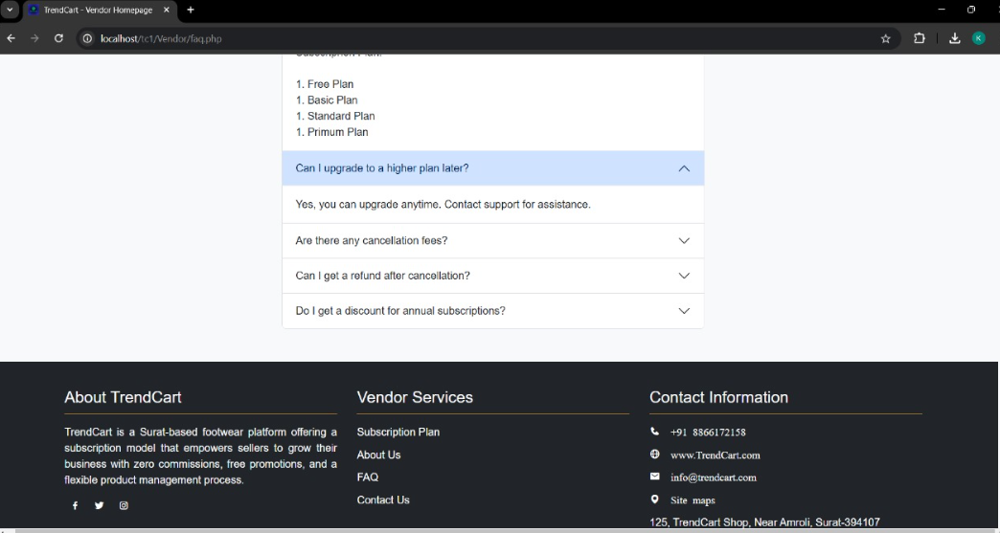 TrendCart - Vendor Homepage
localhost/tc1/Vendor/faq.php
K
Subscription Plan:
1. Free Plan
1. Basic Plan
1. Standard Plan
1. Primum Plan
Can I upgrade to a higher plan later?
Yes, you can upgrade anytime. Contact support for assistance.
Are there any cancellation fees?
Can I get a refund after cancellation?
Do I get a discount for annual subscriptions?
About TrendCart
TrendCart is a Surat-based footwear platform offering a
subscription model that empowers sellers to grow their
business with zero commissions, free promotions, and a
flexible product management process.
Vendor Services
Subscription Plan
About Us
FAQ
Contact Us
Contact Information
+91 8866172158
www.TrendCart.com
info@trendcart.com
Site maps
125, TrendCart Shop, Near Amroli, Surat-394107